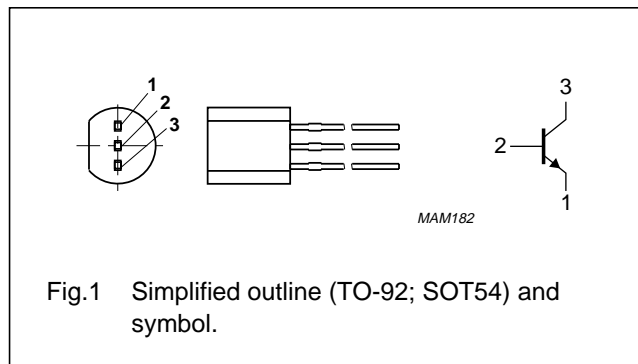 1
2
3
3
2
1
MAM182
Fig.1 Simplified outline (TO-92; SOT54) and
symbol.